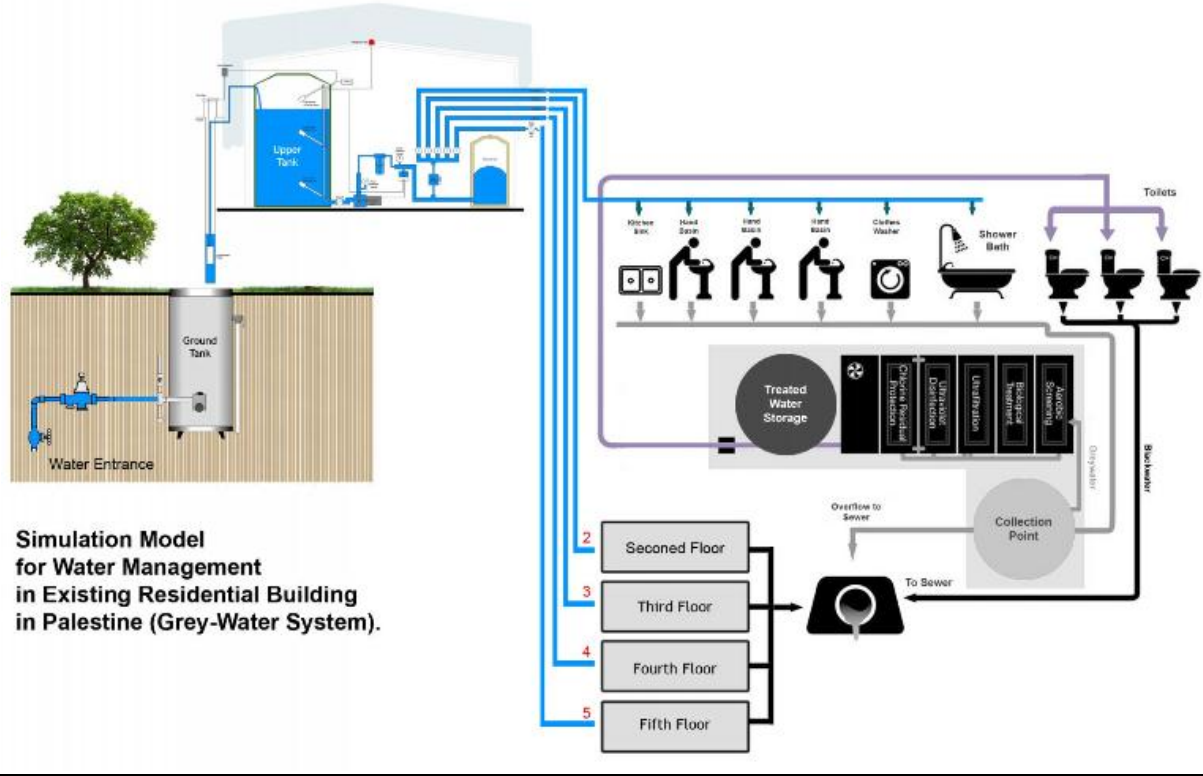 Upper
Tank
Ground
Tank
Water Entrance
Simulation Model
for Water Management
in Existing Residential Building
in Palestine (Grey-Water System).
Toilets
Kitchen
Sink
Hand
Basin
Hand
Basin
Hand
Basin
Clothes
Washer
Shower
Bath
Treated
Water
Storage
Chlorine Residual
Protection
Ultraviolet
Disinfection
Ultrafiltration
Biological
Treatment
Aerobic
Screening
Greywater
Blackwater
Collection
Point
Overflow to
Sewer
To Sewer
2
Seconed Floor
3
Third Floor
4
Fourth Floor
5
Fifth Floor